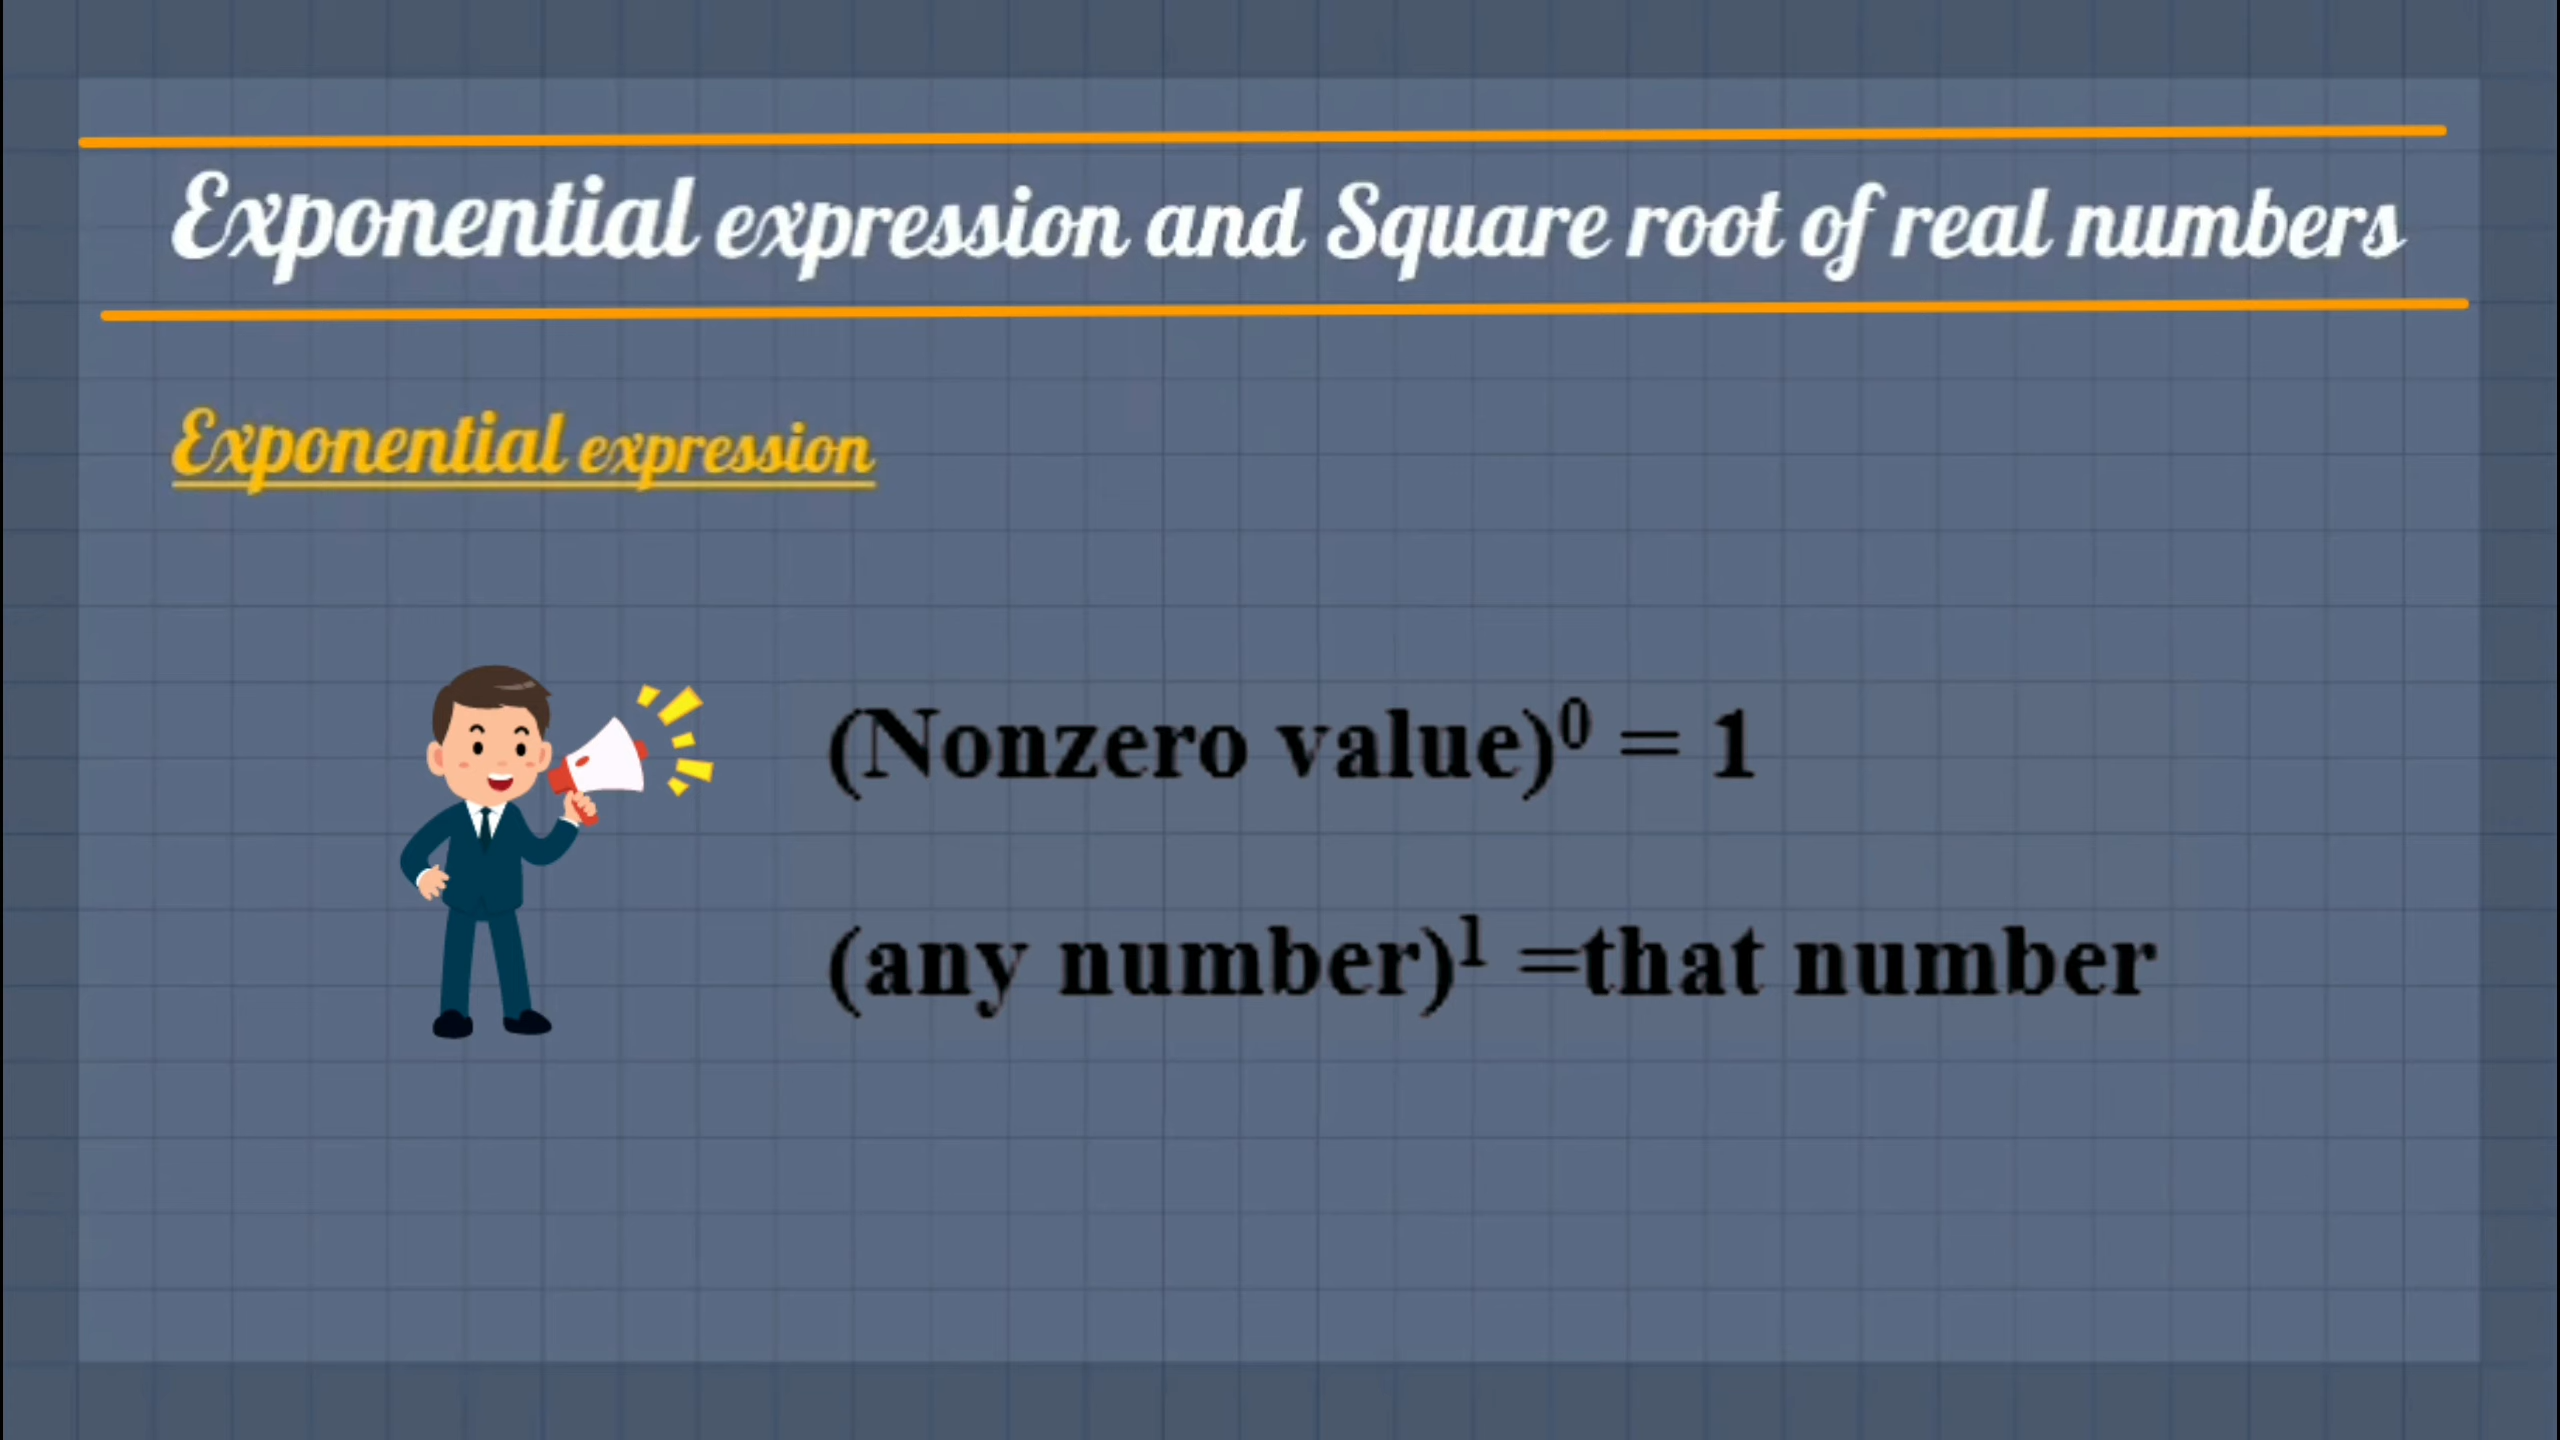 Exponential expression and Square root of real numbers
Exponential expression
(Nonzero value)⁰ = 1
(any number)¹ =that number